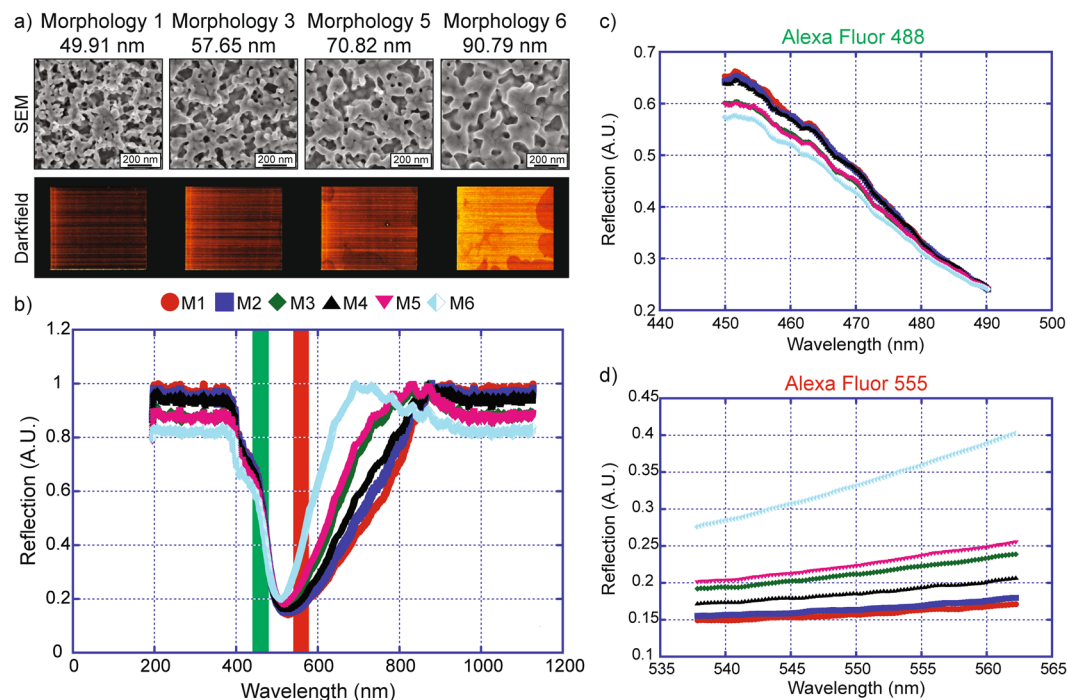 a) Morphology 1 Morphology 3 Morphology 5 Morphology 6
49.91 nm 57.65 nm 70.82 nm 90.79 nm
SEM
200 nm 200 nm 200 nm 200 nm
Darkfield
b) M1 M2 M3 M4 M5 M6
1.2
1
0.8
0.6
0.4
0.2
0
Reflection (A.U.)
0 200 400 600 800 1000 1200
Wavelength (nm)
c) Alexa Fluor 488
0.7
0.6
0.5
0.4
0.3
0.2
Reflection (A.U.)
440 450 460 470 480 490 500
Wavelength (nm)
d) Alexa Fluor 555
0.45
0.4
0.35
0.3
0.25
0.2
0.15
0.1
Reflection (A.U.)
535 540 545 550 555 560 565
Wavelength (nm)